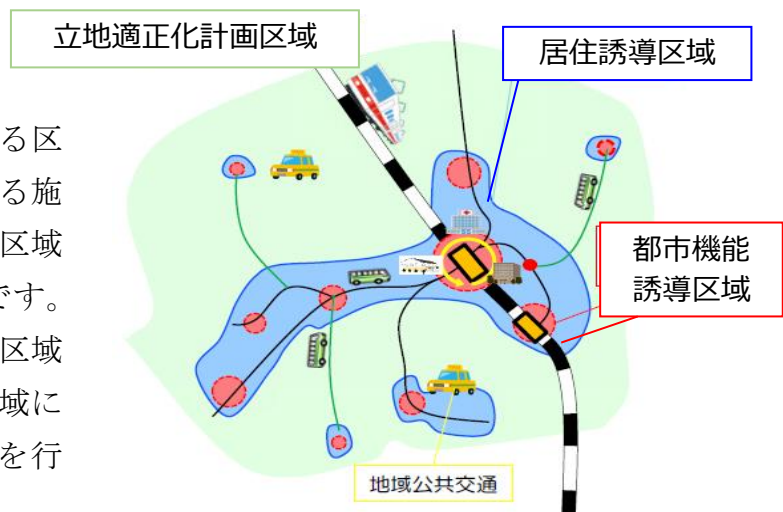 立地適正化計画区域
居住誘導区域
る区
る施
区域
です。
区域
域に
を行
都市機能
誘導区域
地域公共交通